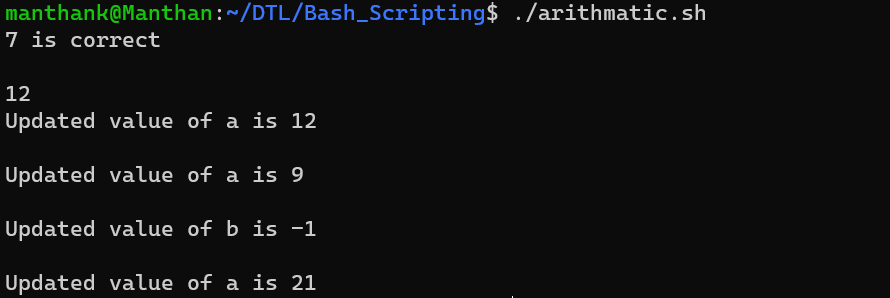 manthank@Manthan:~/DTL/Bash_Scripting$ ./arithmatic.sh
7 is correct
12
Updated value of a is 12
Updated value of a is 9
Updated value of b is -1
Updated value of a is 21